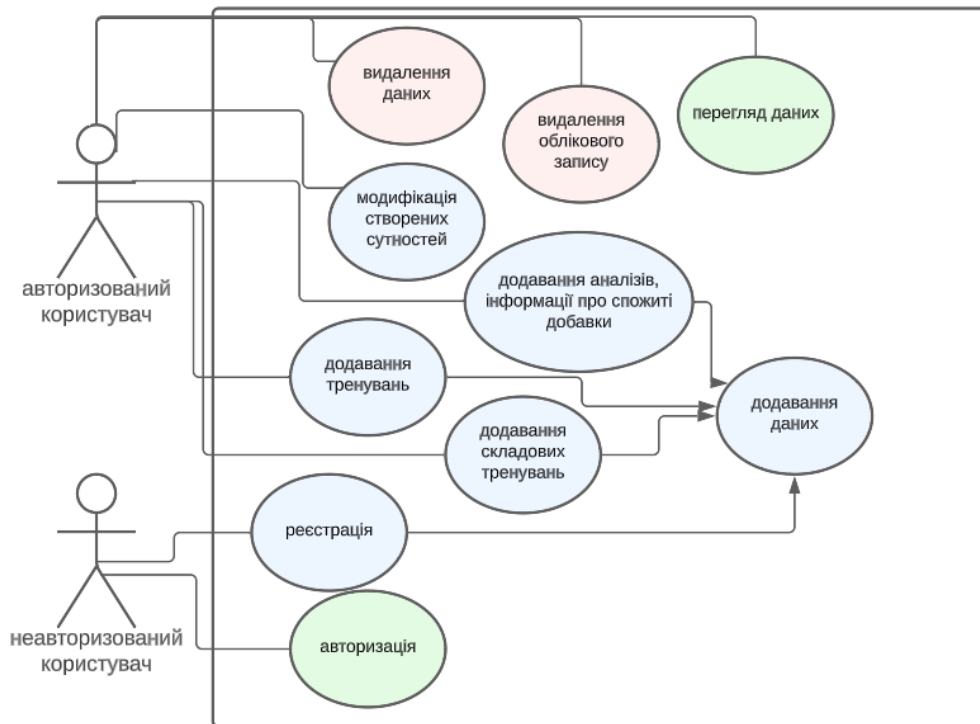 видалення
даних
видалення
облікового
запису
перегляд даних
модифікація
створених
сутностей
авторизований
користувач
додавання аналізів,
інформації про спожиті
добавки
додавання
тренувань
додавання
даних
додавання
складових
тренувань
реєстрація
неавторизований
користувач
авторизація